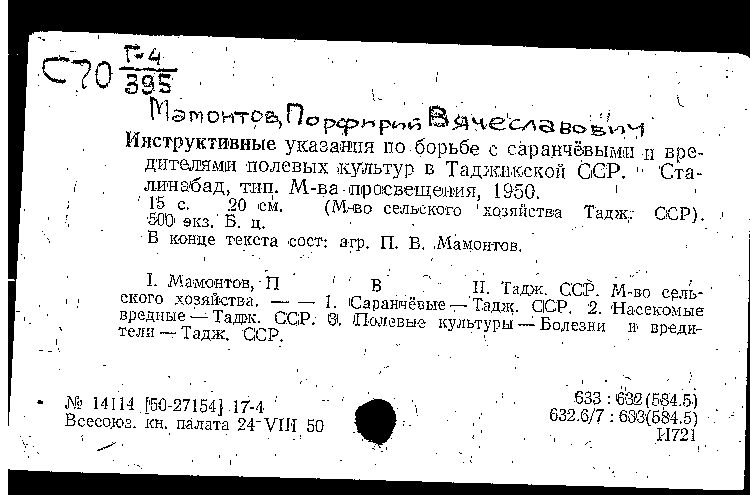 С70 Г-4
395
Мамонтов, Порфирий Вячеславович
Инструктивные указания по борьбе с саранчёвыми и вре-
дителями полевых культур в Таджикской ССР. Ста-
линабад, тип. М-ва просвещения, 1950.
15 с. 20 см. (М-во сельского хозяйства Тадж. ССР).
500 экз. Б. ц.
В конце текста сост: агр. П. В. Мамонтов.
I. Мамонтов, П В II. Тадж. ССР. М-во сель-
ского хозяйства. — — 1. Саранчёвые — Тадж. ССР. 2. Насекомые
вредные — Тадж. ССР. 3. Полевые культуры — Болезни и вреди-
тели — Тадж. ССР.
№ 14114 [50-27154] 17-4
Всесоюз. кн. палата 24-VIII 50
633 : 632(584.5)
632.6/7 : 633(584.5)
И721